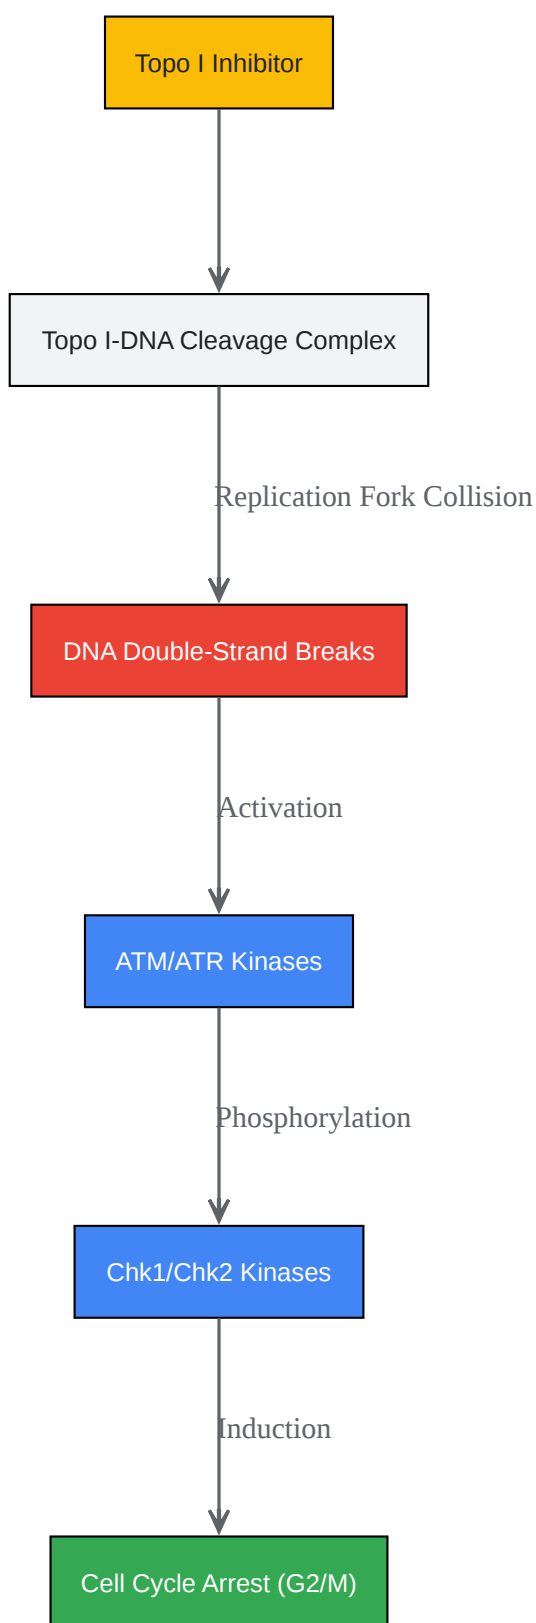 Topo I Inhibitor
Topo I-DNA Cleavage Complex
Replication Fork Collision
DNA Double-Strand Breaks
Activation
ATM/ATR Kinases
Phosphorylation
Chk1/Chk2 Kinases
Induction
Cell Cycle Arrest (G2/M)